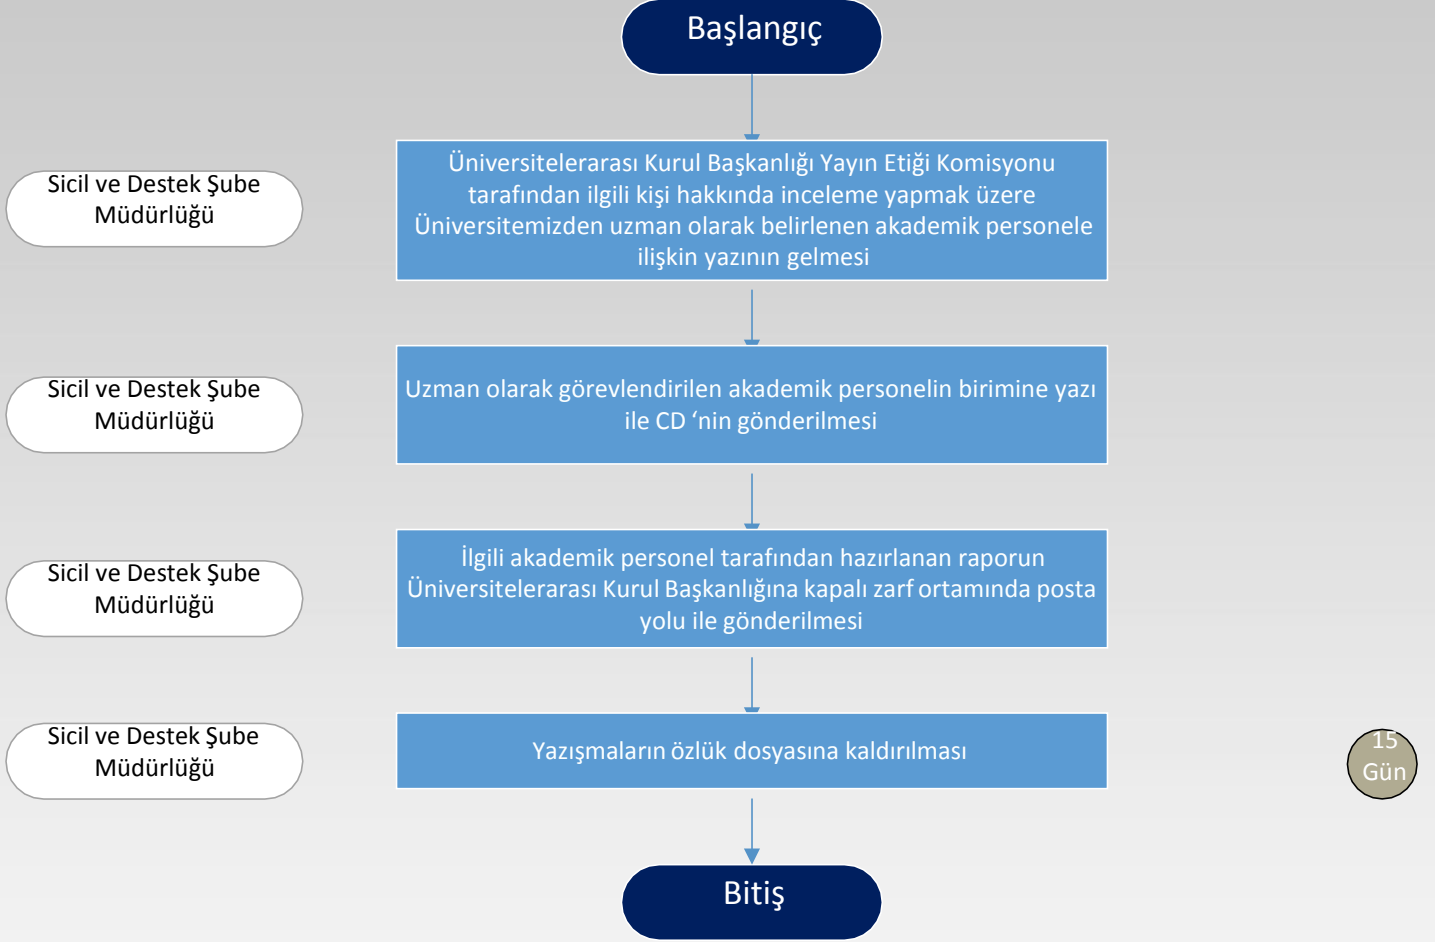 Başlangıç
Sicil ve Destek Şube
Müdürlüğü
Üniversitelerarası Kurul Başkanlığı Yayın Etiği Komisyonu
tarafından ilgili kişi hakkında inceleme yapmak üzere
Üniversitemizden uzman olarak belirlenen akademik personele
ilişkin yazının gelmesi
Sicil ve Destek Şube
Müdürlüğü
Uzman olarak görevlendirilen akademik personelin birimine yazı
ile CD ‘nin gönderilmesi
Sicil ve Destek Şube
Müdürlüğü
İlgili akademik personel tarafından hazırlanan raporun
Üniversitelerarası Kurul Başkanlığına kapalı zarf ortamında posta
yolu ile gönderilmesi
Sicil ve Destek Şube
Müdürlüğü
Yazışmaların özlük dosyasına kaldırılması
15
Gün
Bitiş